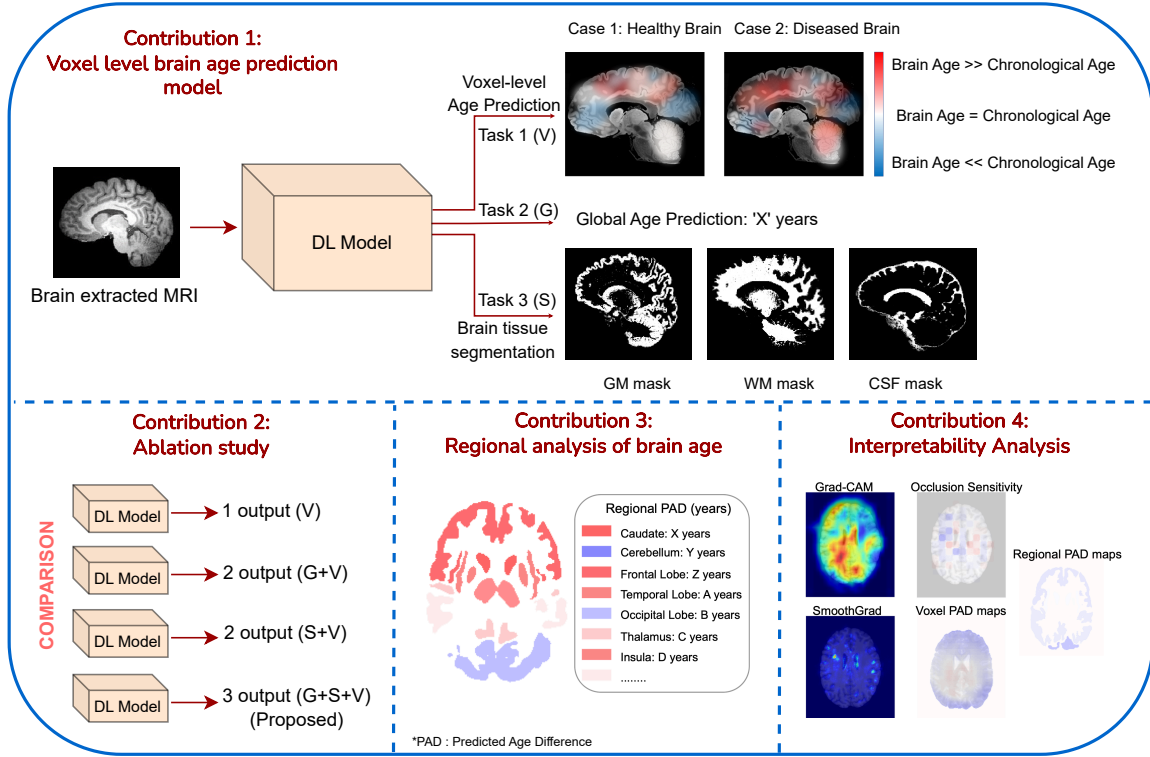 Contribution 1:
Voxel level brain age prediction
model
Brain extracted MRI
DL Model
Voxel-level
Age Prediction
Task 1 (V)
Task 2 (G)
Task 3 (S)
Brain tissue
segmentation
Case 1: Healthy Brain
Case 2: Diseased Brain
Brain Age >> Chronological Age
Brain Age = Chronological Age
Brain Age << Chronological Age
Global Age Prediction: 'X' years
GM mask
WM mask
CSF mask
Contribution 2:
Ablation study
COMPARISON
DL Model
1 output (V)
DL Model
2 output (G+V)
DL Model
2 output (S+V)
DL Model
3 output (G+S+V)
(Proposed)
Contribution 3:
Regional analysis of brain age
Regional PAD (years)
Caudate: X years
Cerebellum: Y years
Frontal Lobe: Z years
Temporal Lobe: A years
Occipital Lobe: B years
Thalamus: C years
Insula: D years
........
*PAD : Predicted Age Difference
Contribution 4:
Interpretability Analysis
Grad-CAM
Occlusion Sensitivity
Regional PAD maps
SmoothGrad
Voxel PAD maps